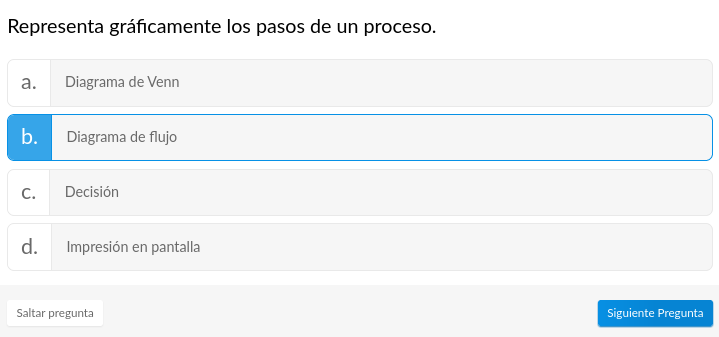 Representa gráficamente los pasos de un proceso.
a. Diagrama de Venn
b. Diagrama de flujo
c. Decisión
d. Impresión en pantalla
Saltar pregunta Siguiente Pregunta